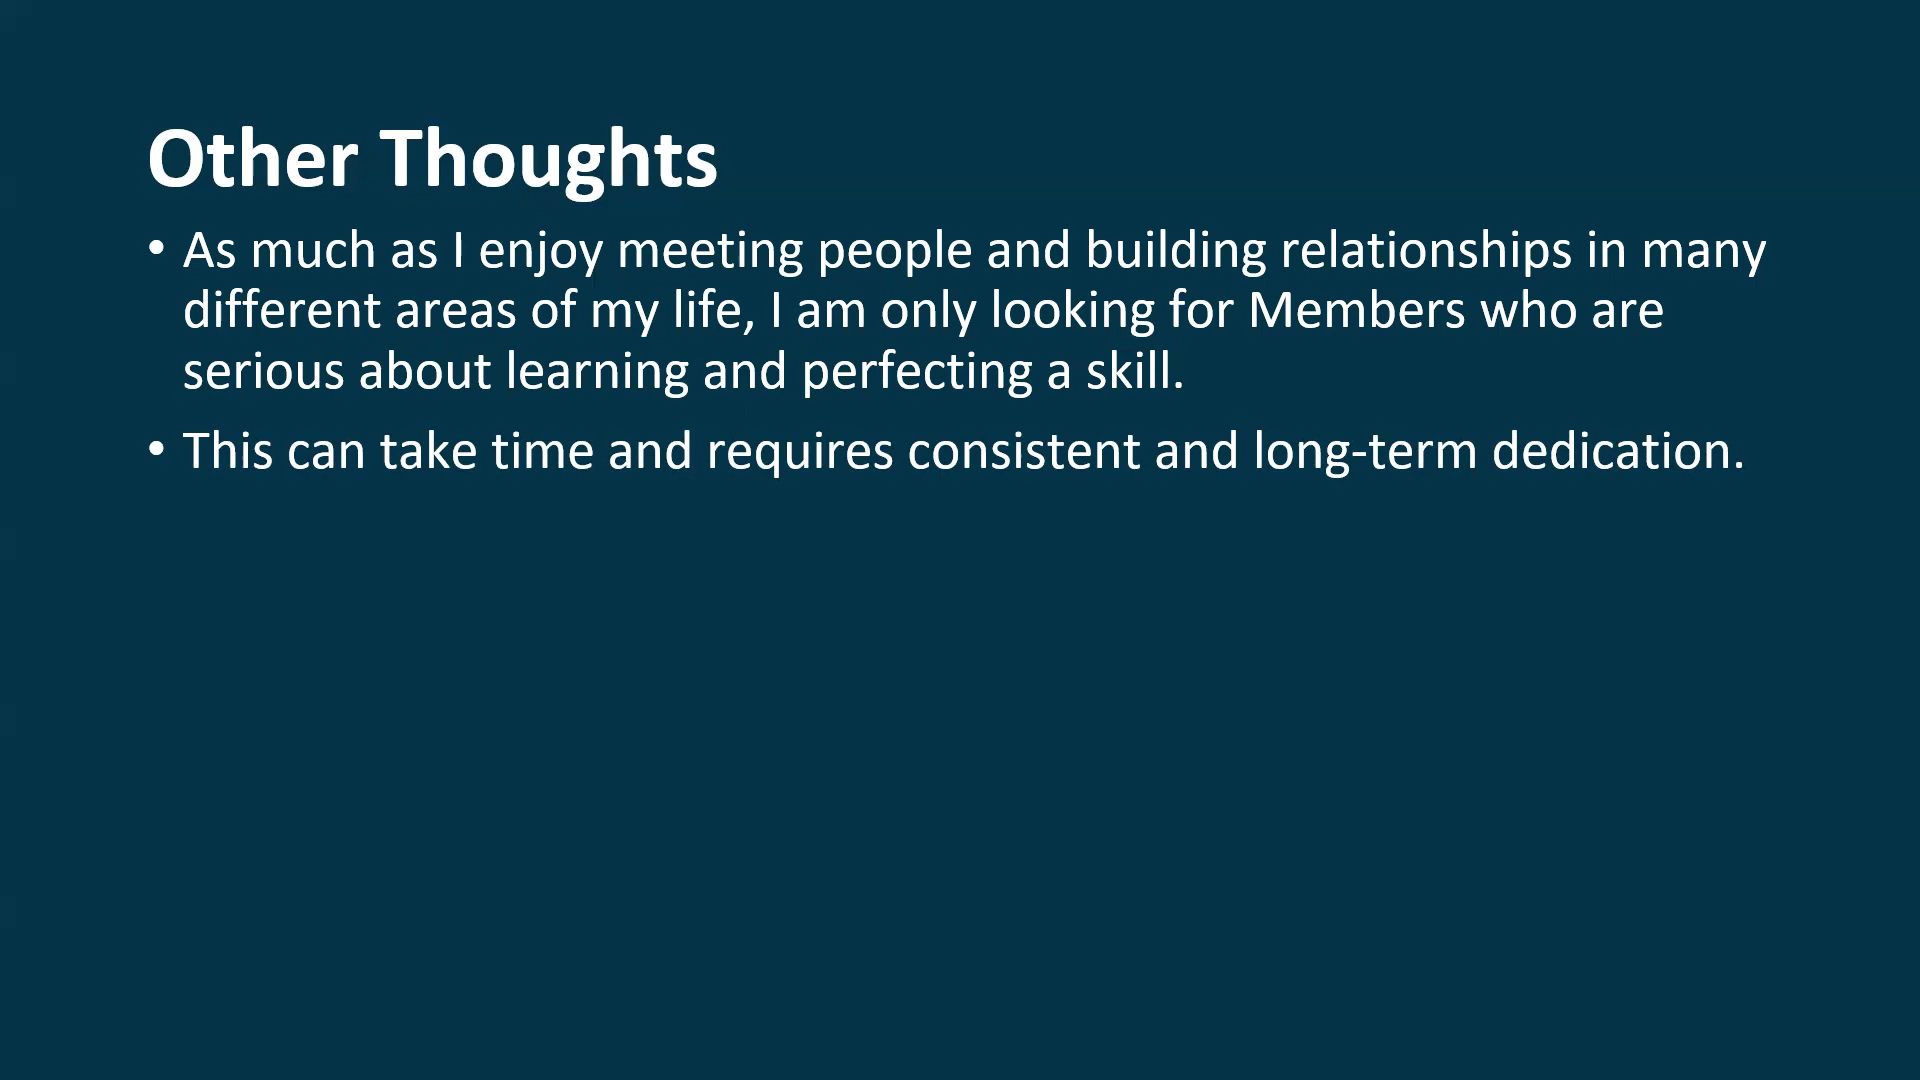 Other Thoughts
• As much as I enjoy meeting people and building relationships in many
different areas of my life, I am only looking for Members who are
serious about learning and perfecting a skill.
• This can take time and requires consistent and long-term dedication.